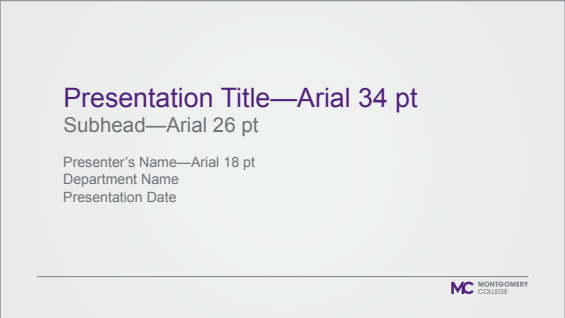 Presentation Title—Arial 34 pt
Subhead—Arial 26 pt
Presenter’s Name—Arial 18 pt
Department Name
Presentation Date
MC MONTGOMERY
COLLEGE